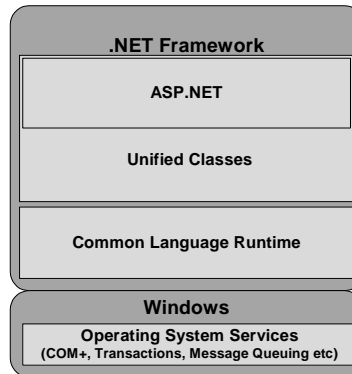 .NET Framework
ASP.NET
Unified Classes
Common Language Runtime
Windows
Operating System Services
(COM+, Transactions, Message Queuing etc)